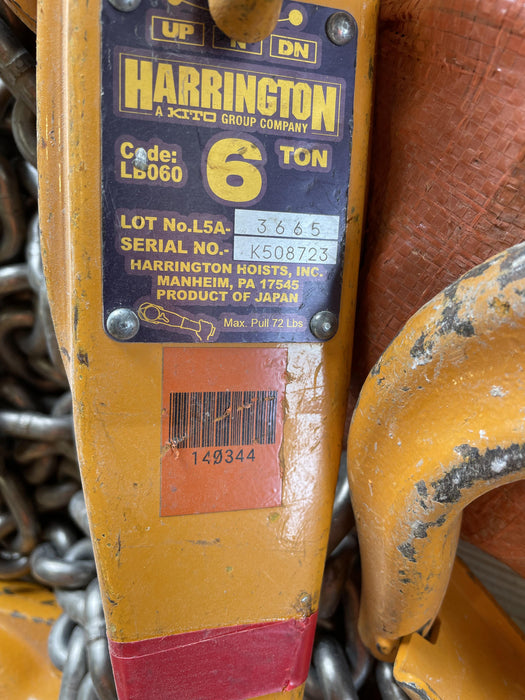 UP N DN
HARRINGTON
A KITO GROUP COMPANY
Code:
LB060
6 TON
LOT No.L5A- 3665
SERIAL NO.- K508723
HARRINGTON HOISTS, INC.
MANHEIM, PA 17545
PRODUCT OF JAPAN
Max. Pull 72 Lbs
149344